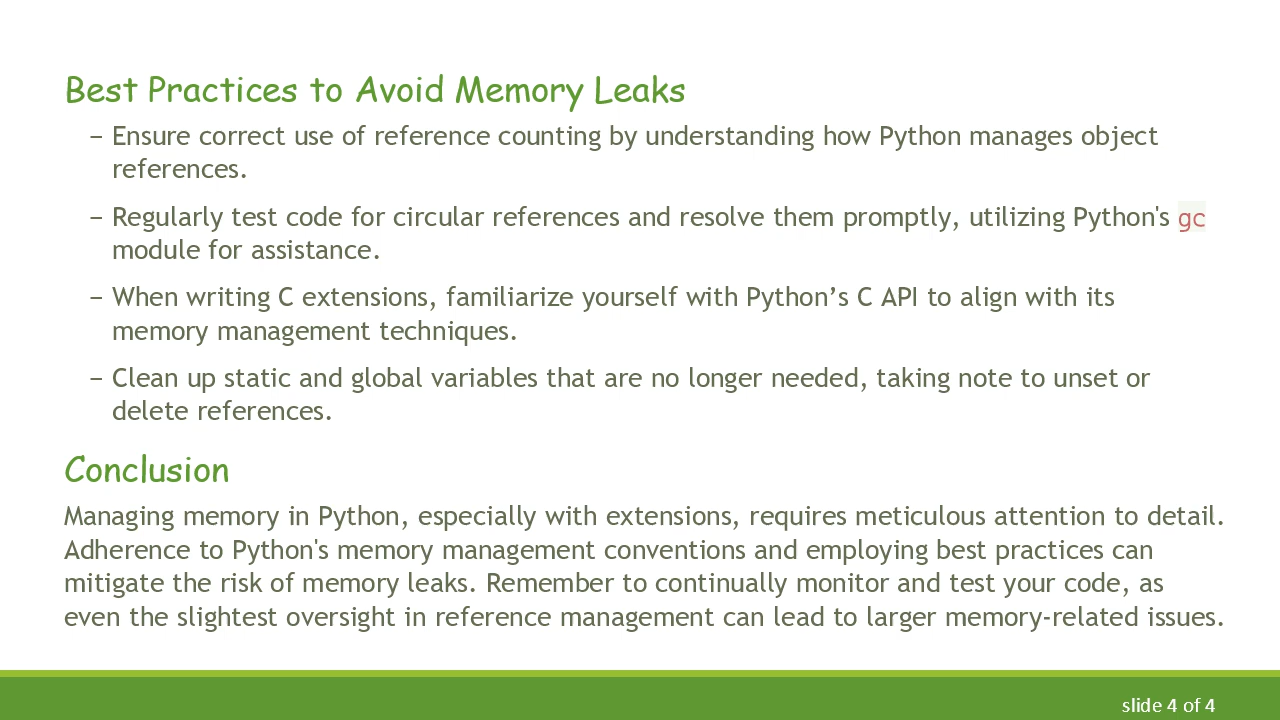 Best Practices to Avoid Memory Leaks
– Ensure correct use of reference counting by understanding how Python manages object
references.
– Regularly test code for circular references and resolve them promptly, utilizing Python's gc
module for assistance.
– When writing C extensions, familiarize yourself with Python’s C API to align with its
memory management techniques.
– Clean up static and global variables that are no longer needed, taking note to unset or
delete references.
Conclusion
Managing memory in Python, especially with extensions, requires meticulous attention to detail.
Adherence to Python's memory management conventions and employing best practices can
mitigate the risk of memory leaks. Remember to continually monitor and test your code, as
even the slightest oversight in reference management can lead to larger memory-related issues.
slide 4 of 4